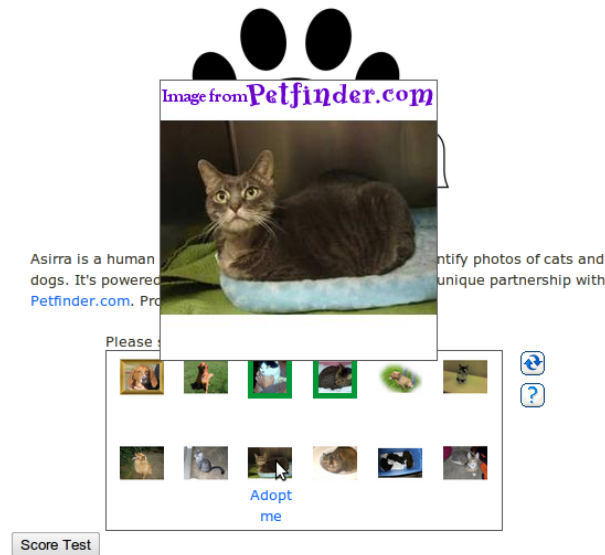 Image from Petfinder.com
Asirra is a human ntify photos of cats and
dogs. It's powered unique partnership with
Petfinder.com. Pro
Please s
?
Adopt
me
Score Test